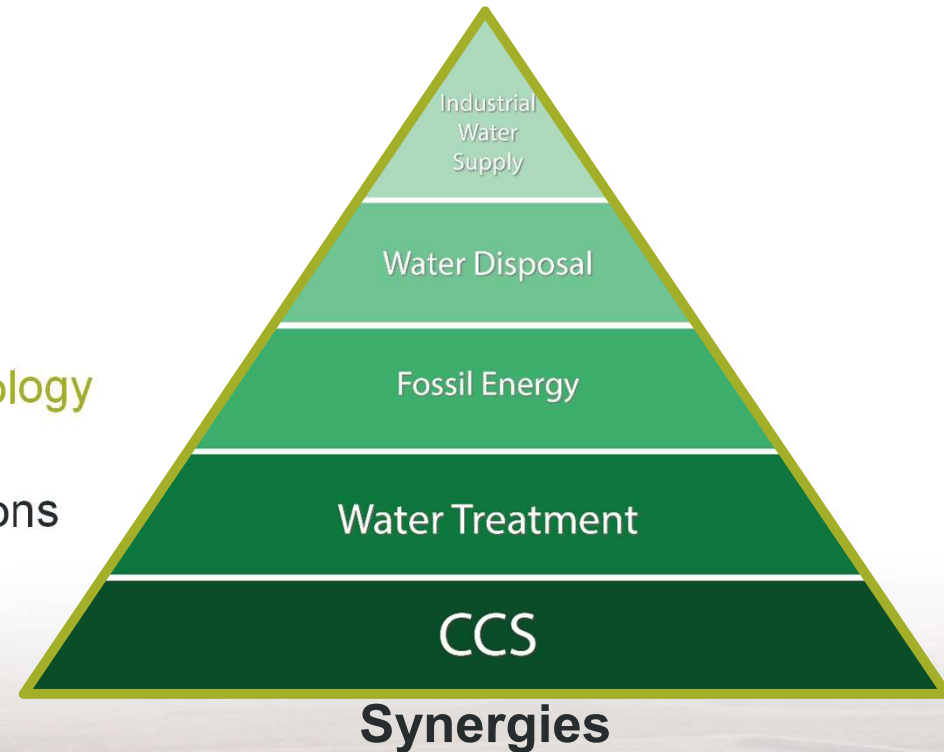 Industrial
Water
Supply
Water Disposal
Fossil Energy
ology
Water Treatment
ons
CCS
Synergies